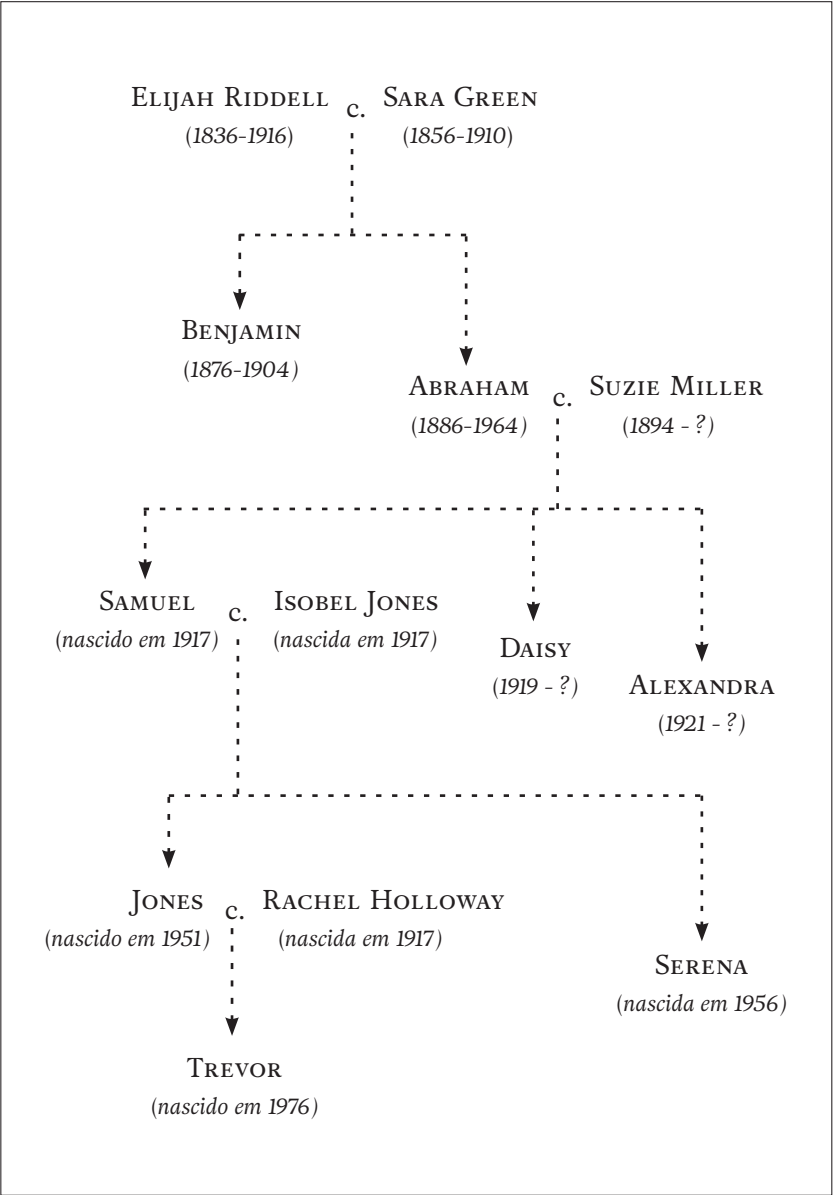 Elijah Riddell c. Sara Green
(1836-1916) (1856-1910)
Benjamin
(1876-1904)
Abraham c. Suzie Miller
(1886-1964) (1894 - ?)
Samuel c. Isobel Jones
(nascido em 1917) (nascida em 1917)
Daisy
(1919 - ?)
Alexandra
(1921 - ?)
Jones c. Rachel Holloway
(nascido em 1951) (nascida em 1917)
Serena
(nascida em 1956)
Trevor
(nascido em 1976)